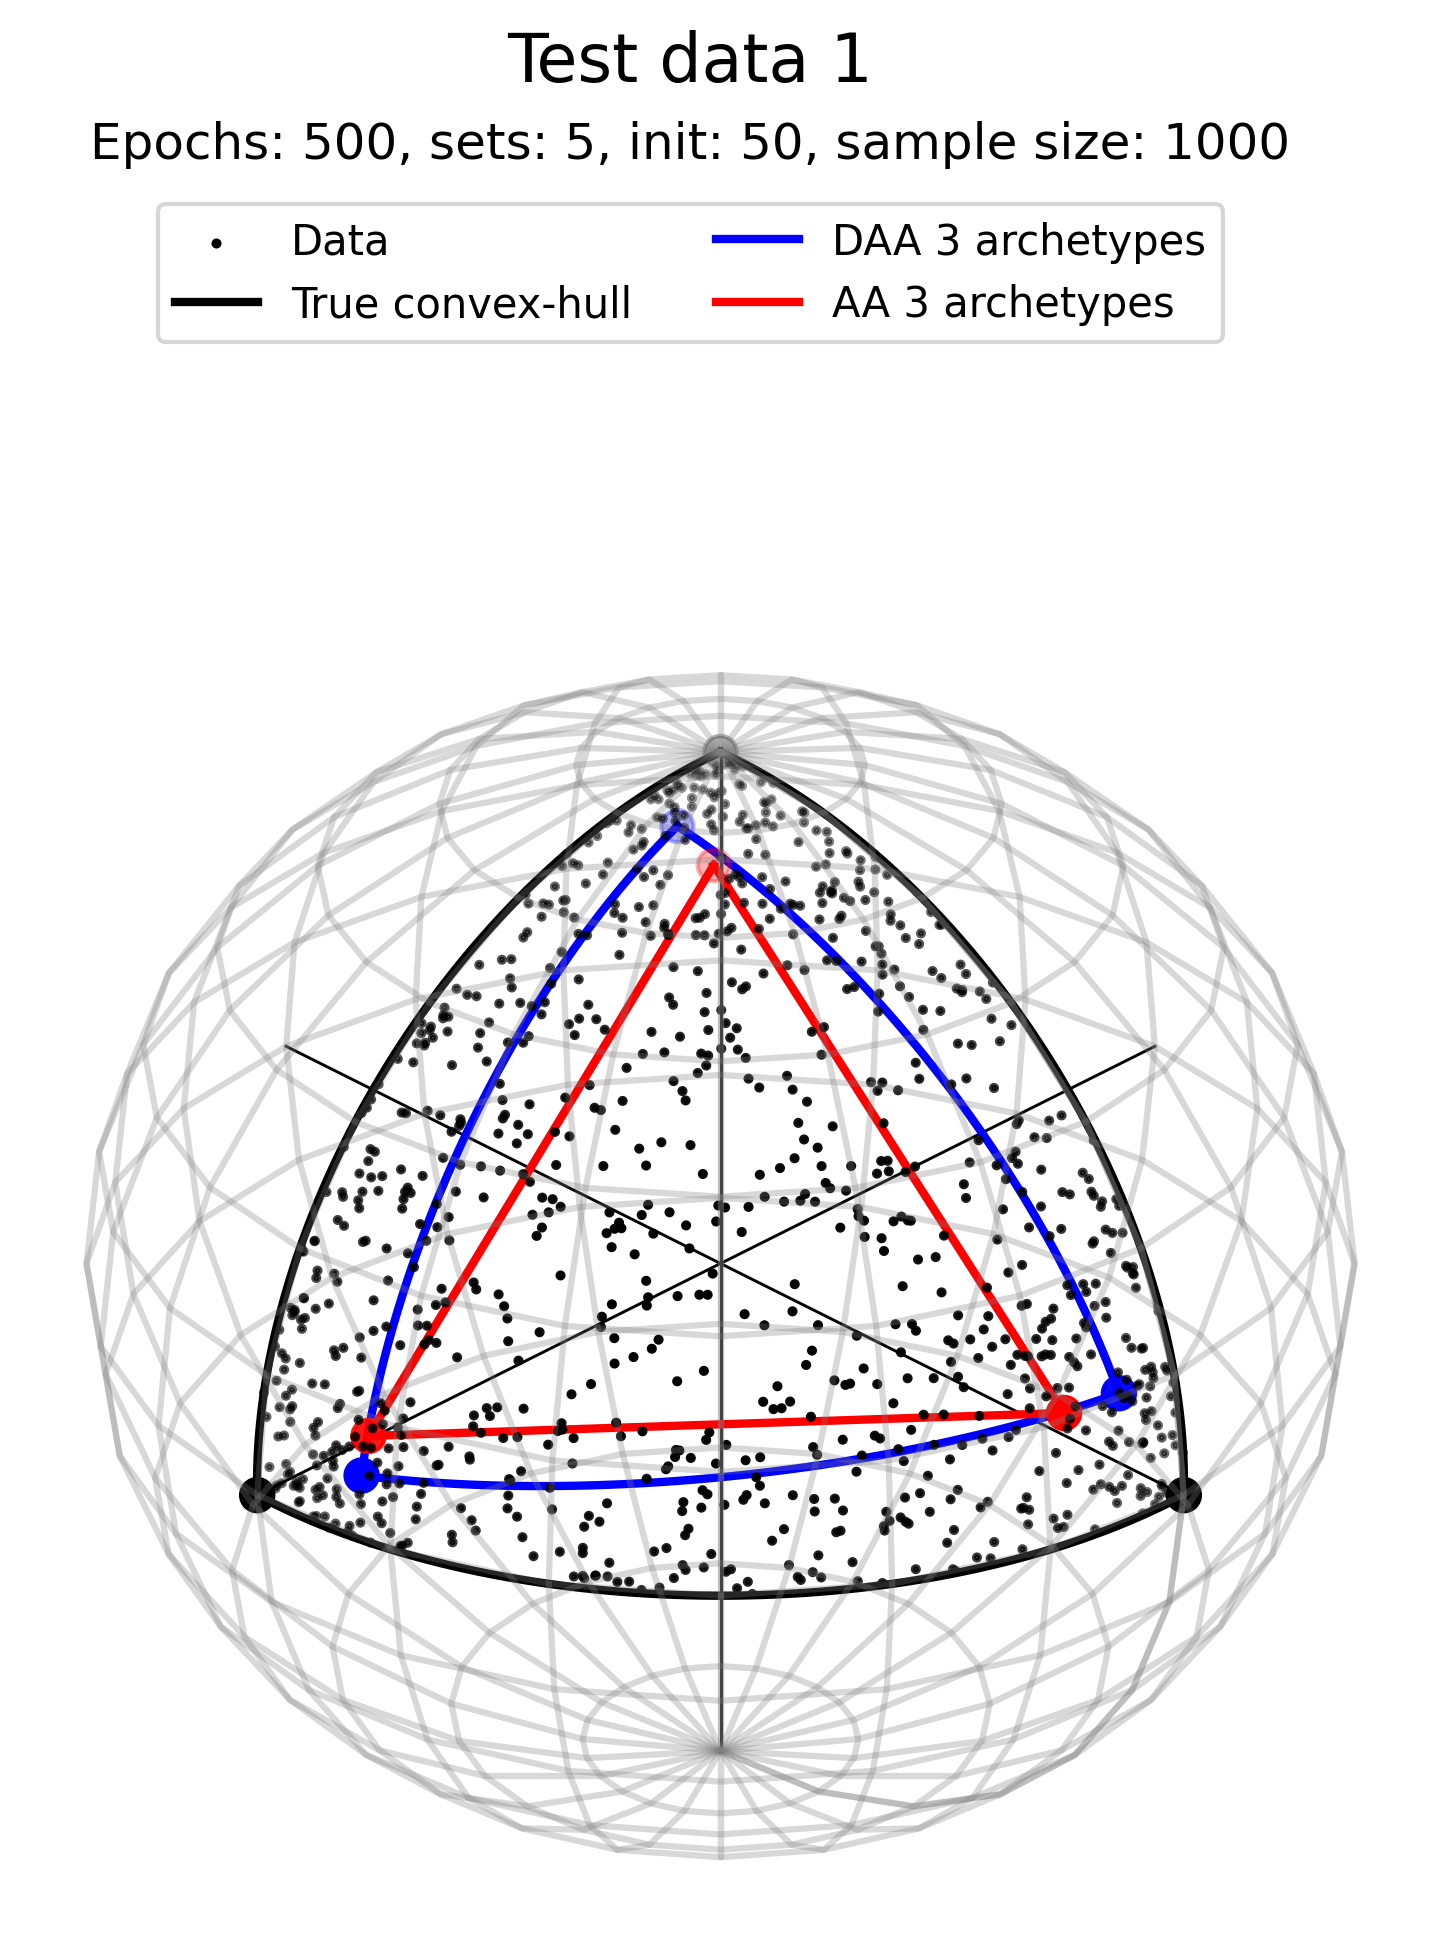 Test data 1
Epochs: 500, sets: 5, init: 50, sample size: 1000
Data
True convex-hull
DAA 3 archetypes
AA 3 archetypes